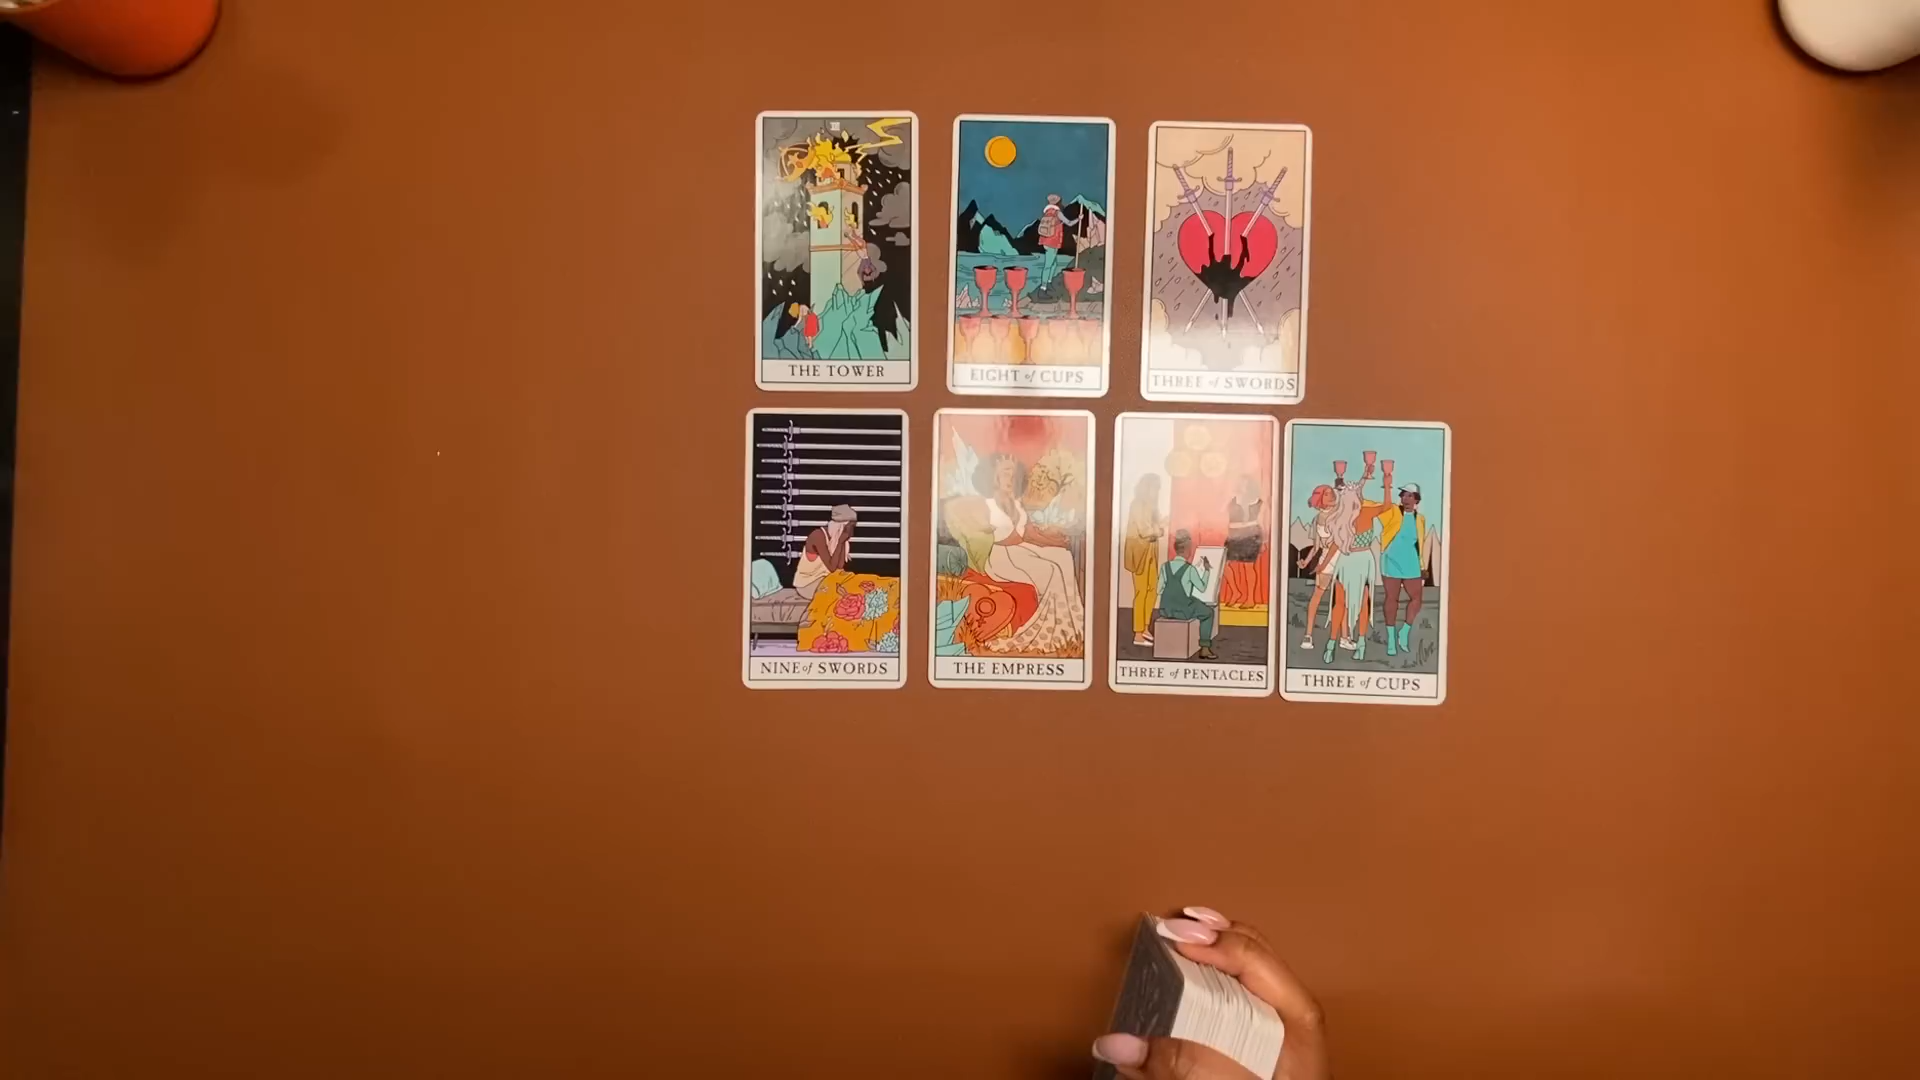 THE TOWER
EIGHT of CUPS
THREE of SWORDS
NINE of SWORDS
THE EMPRESS
THREE of PENTACLES
THREE of CUPS